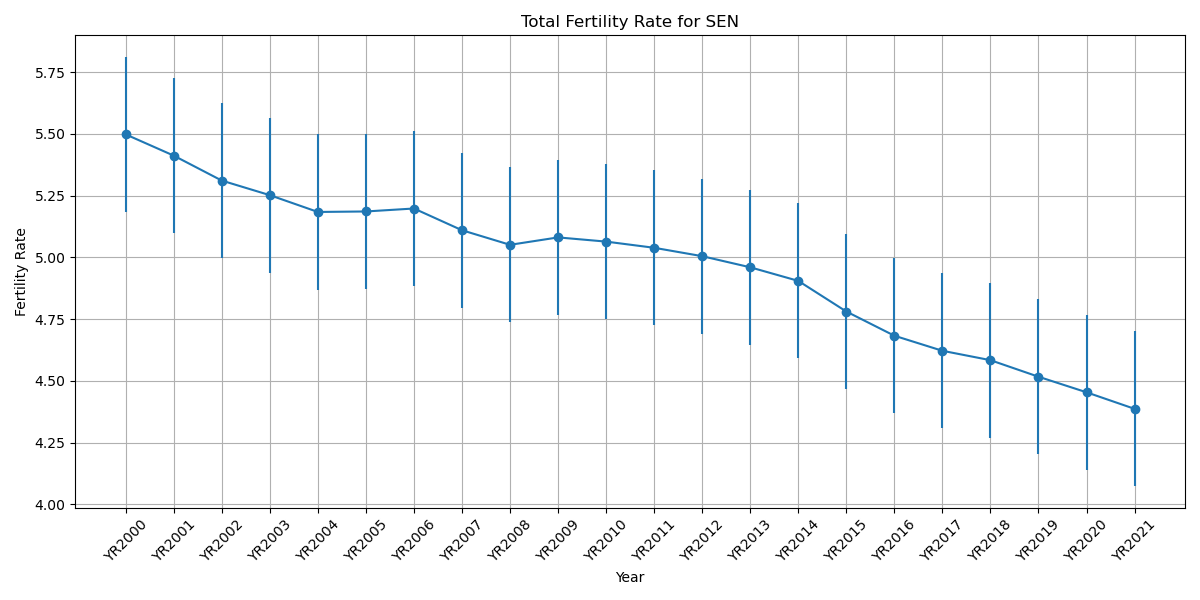 Total Fertility Rate for SEN
Fertility Rate
5.75
5.50
5.25
5.00
4.75
4.50
4.25
4.00
YR2000
YR2001
YR2002
YR2003
YR2004
YR2005
YR2006
YR2007
YR2008
YR2009
YR2010
YR2011
YR2012
YR2013
YR2014
YR2015
YR2016
YR2017
YR2018
YR2019
YR2020
YR2021
Year